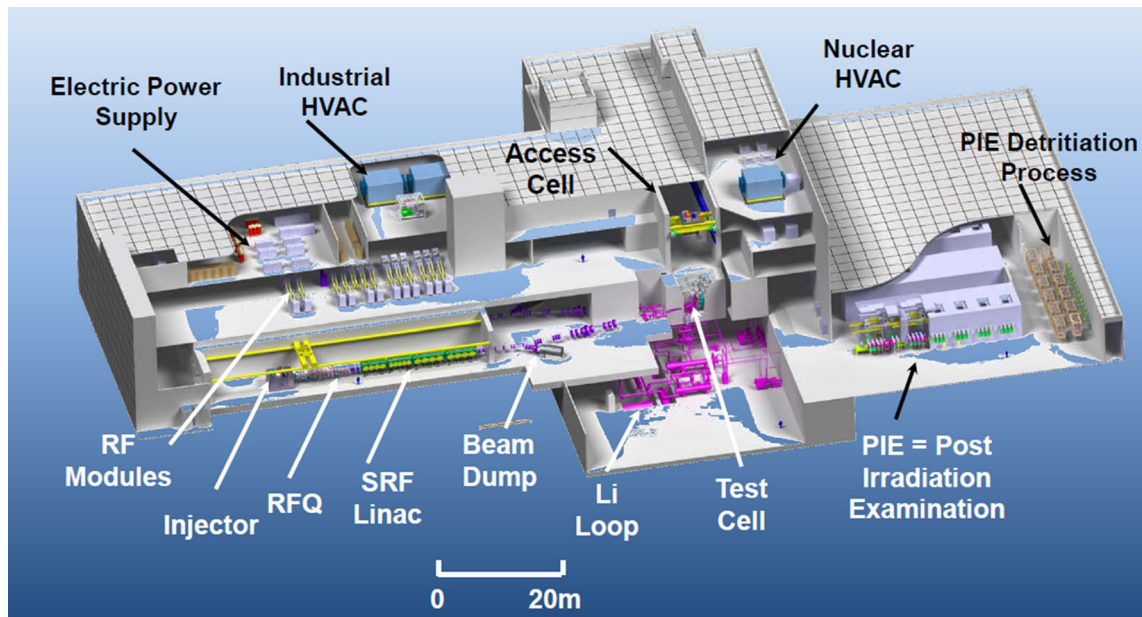 Electric Power
Supply
Industrial
HVAC
Access
Cell
Nuclear
HVAC
PIE Detritiation
Process
RF
Modules
Injector
RFQ
SRF
Linac
Beam
Dump
Li
Loop
Test
Cell
PIE = Post
Irradiation
Examination
0
20m